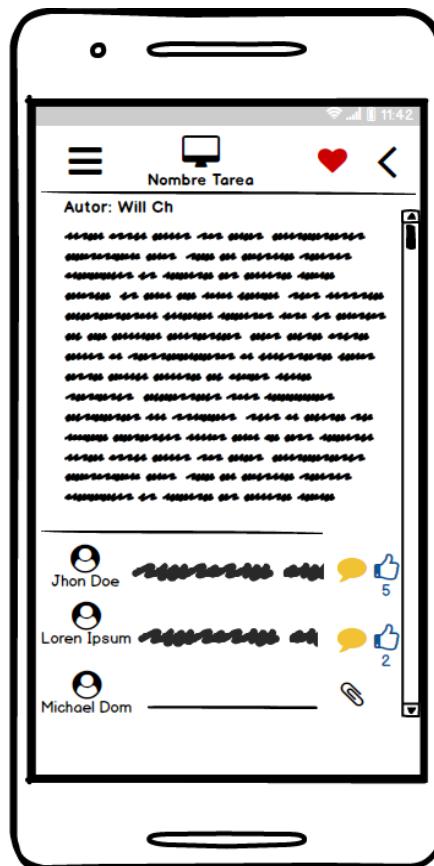 11:42
Nombre Tarea
Autor: Will Ch
Jhon Doe
5
Loren Ipsum
2
Michael Dom